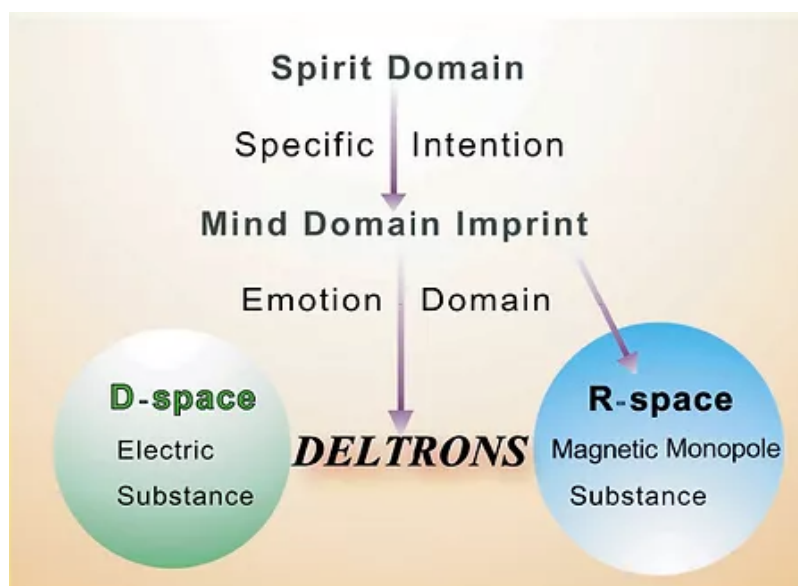 Spirit Domain
Specific Intention
Mind Domain Imprint
Emotion Domain
D-space
Electric
Substance
DELTRONS
R-space
Magnetic Monopole
Substance